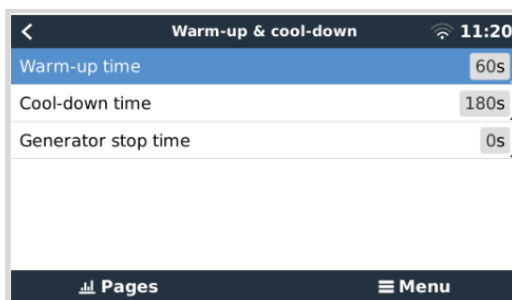 Warm-up & cool-down 11:20
Warm-up time 60s
Cool-down time 180s
Generator stop time 0s
Pages Menu